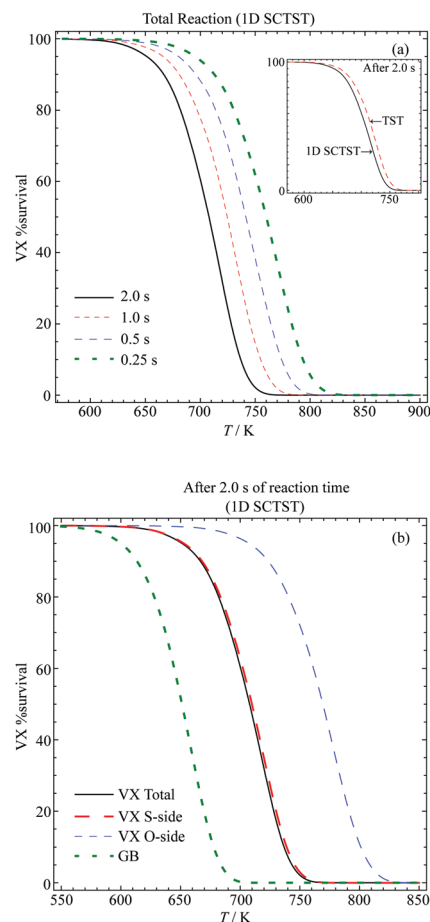 Total Reaction (1D SCTST)
100
80
60
40
20
0
VX %survival
(a)
After 2.0 s
100
0
TST
1D SCTST
600
750
2.0 s
1.0 s
0.5 s
0.25 s
600
650
700
760
800
850
900
T / K
After 2.0 s of reaction time
(1D SCTST)
100
80
60
40
20
0
VX %survival
(b)
VX Total
VX S-side
VX O-side
GB
550
600
650
700
750
800
850
T / K